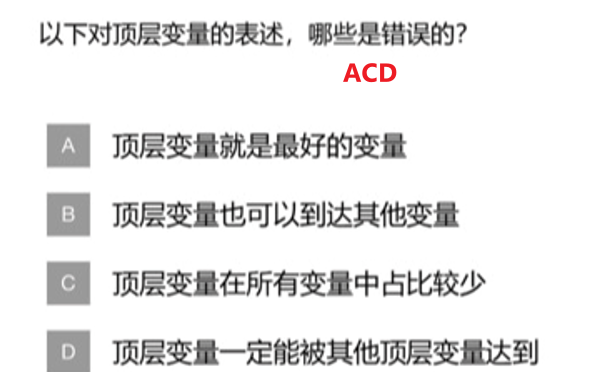 以下对顶层变量的表述，哪些是错误的？
ACD
A 顶层变量就是最好的变量
B 顶层变量也可以到达其他变量
C 顶层变量在所有变量中占比较少
D 顶层变量一定能被其他顶层变量达到